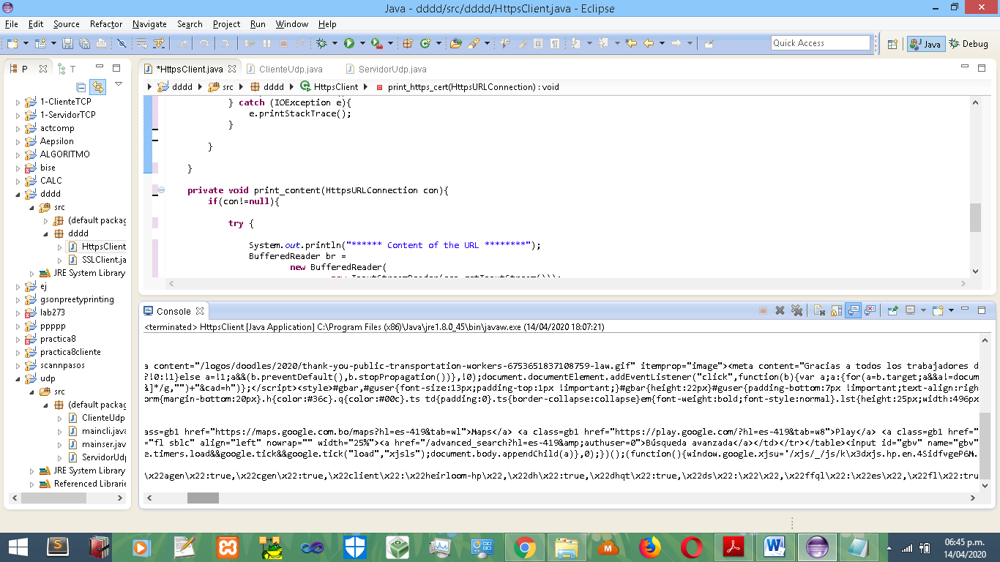 Java - dddd/src/dddd/HttpsClient.java - Eclipse
File Edit Source Refactor Navigate Search Project Run Window Help
Quick Access
Java
Debug
P
T
1-ClienteTCP
1-ServidorTCP
actcomp
Aepsilon
ALGORITMO
bise
CALC
dddd
src
(default packag
dddd
HttpsClient
SSLClient.ja
JRE System Library
ej
gsonpreetyprinting
lab273
ppppp
practica8
practica8cliente
scannpasos
udp
src
(default packag
ClienteUdp
maincli.java
mainser.jav
ServidorUdp
JRE System Library
Referenced Librarie
*HttpsClient.java
ClienteUdp.java
ServidorUdp.java
dddd
src
dddd
HttpsClient
print_https_cert(HttpsURLConnection) : void
} catch (IOException e){
e.printStackTrace();
}
}
}
private void print_content(HttpsURLConnection con){
if(con!=null){
try {
System.out.println("****** Content of the URL ********");
BufferedReader br =
new BufferedReader(
new InputStreamReader(con.getInputStream()));
Console
<terminated> HttpsClient [Java Application] C:\Program Files (x86)\Java\jre1.8.0_45\bin\javaw.exe (14/04/2020 18:07:21)
a content="/logos/doodles/2020/thank-you-public-transportation-workers-6753651837108759-law.gif" itemprop="image"><meta content="Gracias a todos los trabajadores d
?!0:!1}else a=!1;a&&(b.preventDefault(),b.stopPropagation())},!0);document.documentElement.addEventListener("click",function(b){var a;a:{for(a=b.target;a&&a!=docum
&]*/g,"")+"&cad=h")};</script><style>#gbar,#guser{font-size:13px;padding-top:1px !important;}#gbar{height:22px}#guser{padding-bottom:7px !important;text-align:righ
orm{margin-bottom:20px}.h{color:#36c}.q{color:#00c}.ts td{padding:0}.ts{border-collapse:collapse}em{font-weight:bold;font-style:normal}.lst{height:25px;width:496px
ass=gb1 href="https://maps.google.com.bo/maps?hl=es-419&tab=wl">Maps</a> <a class=gb1 href="https://play.google.com/?hl=es-419&tab=w8">Play</a> <a class=gb1 href="
="fl sblc" align="left" nowrap="" width="25%"><a href="/advanced_search?hl=es-419&amp;authuser=0">Búsqueda avanzada</a></td></tr></table><input id="gbv" name="gbv"
e.timers.load&&google.tick&&google.tick("load","xjsls");document.body.appendChild(a)},0);})();(function(){window.google.xjsu='/xjs/_/js/k\x3dxjs.hp.en.4SidfvgeP6M.
\x22agen\x22:true,\x22cgen\x22:true,\x22client\x22:\x22heirloom-hp\x22,\x22dh\x22:true,\x22dhqt\x22:true,\x22ds\x22:\x22\x22,\x22ffql\x22:\x22es\x22,\x22fl\x22:tru
06:45 p.m.
14/04/2020